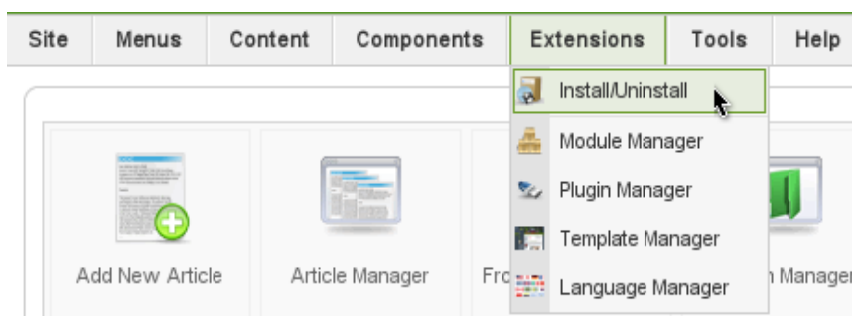 Site Menus Content Components Extensions Tools Help
Install/Uninstall
Module Manager
Plugin Manager
Template Manager
Language Manager
Add New Article Article Manager Manager